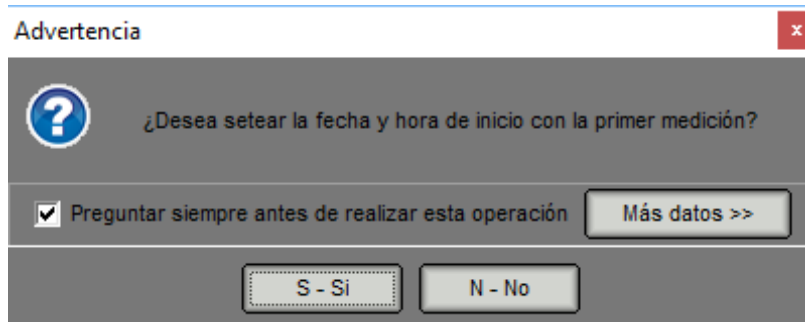 Advertencia
x
¿Desea setear la fecha y hora de inicio con la primer medición?
Preguntar siempre antes de realizar esta operación
Más datos >>
S - Si
N - No